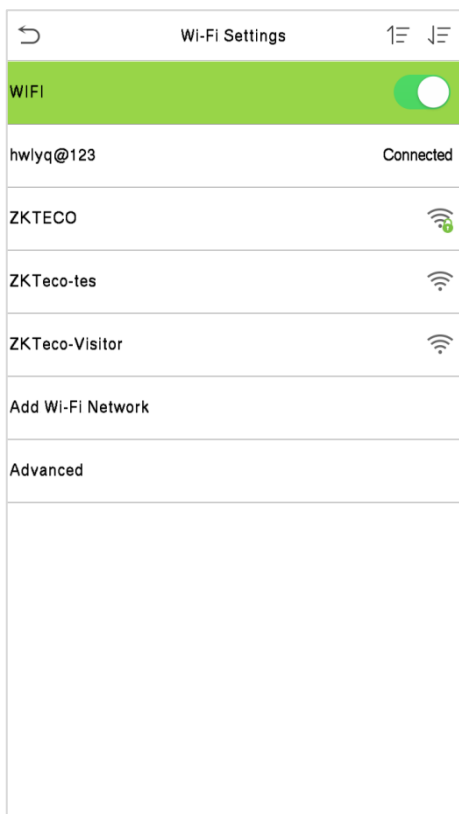 Wi-Fi Settings
WIFI
hwlyq@123 Connected
ZKTECO
ZKTeco-tes
ZKTeco-Visitor
Add Wi-Fi Network
Advanced